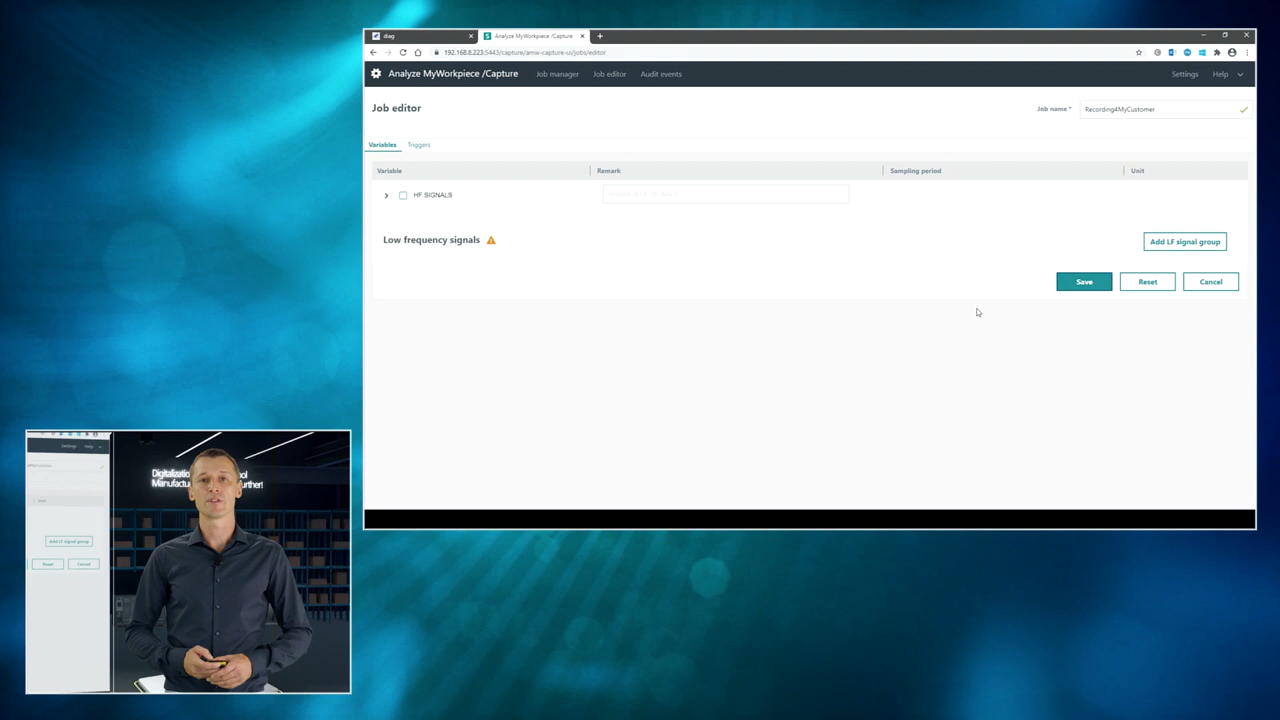 diag
Analyze MyWorkpiece /Capture
192.168.8.223:5443/capture/amw-capture-ui/jobs/editor
Analyze MyWorkpiece /Capture Job manager Job editor Audit events Settings Help
Job editor Job name * Recording4MyCustomer
Variables Triggers
Variable Remark Sampling period Unit
HF SIGNALS
Low frequency signals Add LF signal group
Save Reset Cancel
Settings Help
Digitalizatio ool
Manufactu urther!
Add LF signal group
Reset Cancel